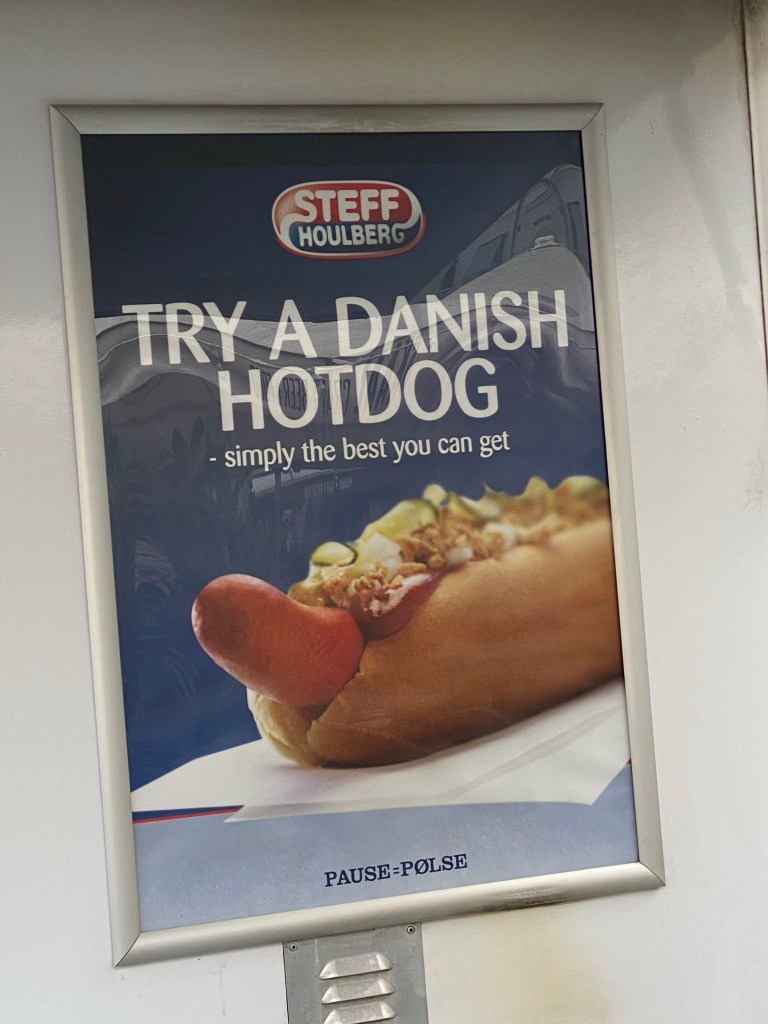 STEFF
HOULBERG
TRY A DANISH
HOTDOG
- simply the best you can get
PAUSE=PØLSE